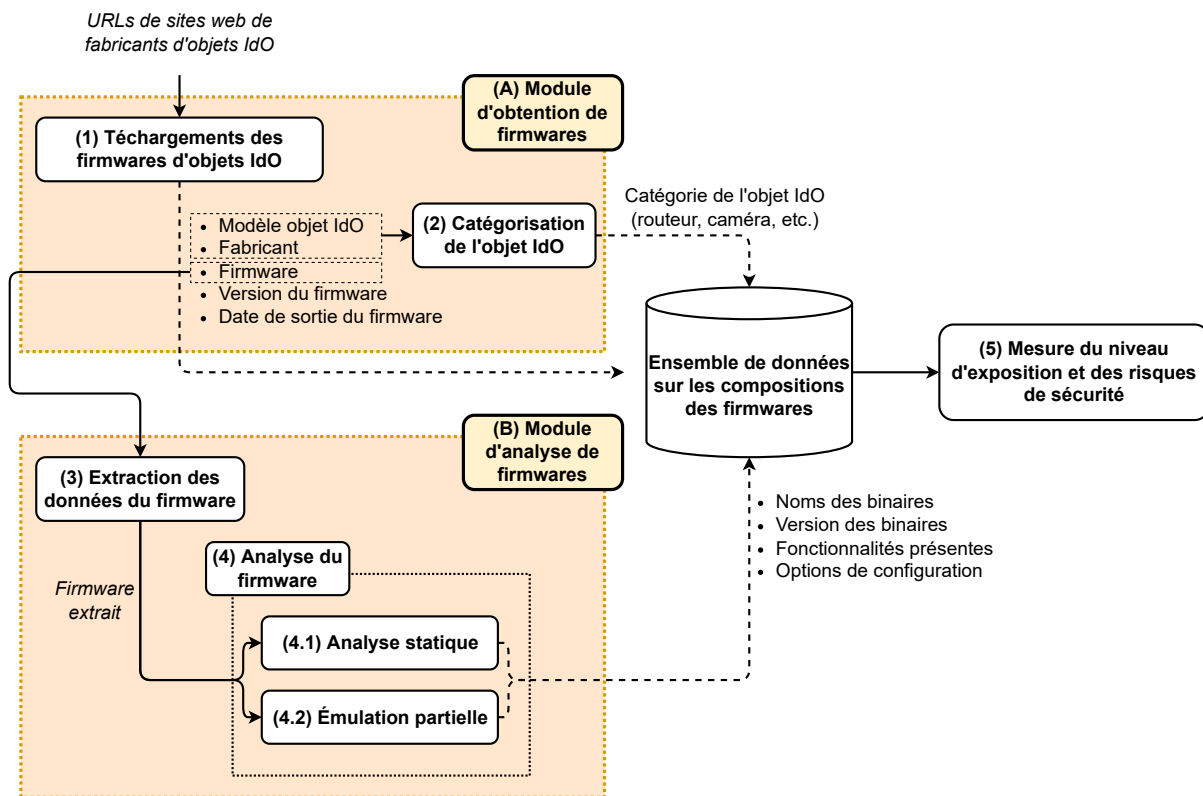 URLs de sites web de
fabricants d'objets IdO
(A) Module
d'obtention de
firmwares
(1) Téchargements des
firmwares d'objets IdO
• Modèle objet IdO
• Fabricant
• Firmware
• Version du firmware
• Date de sortie du firmware
(2) Catégorisation
de l'objet IdO
Catégorie de l'objet IdO
(routeur, caméra, etc.)
Ensemble de données
sur les compositions
des firmwares
(5) Mesure du niveau
d'exposition et des risques
de sécurité
(B) Module
d'analyse de
firmwares
(3) Extraction des
données du firmware
Firmware
extrait
(4) Analyse du
firmware
(4.1) Analyse statique
(4.2) Émulation partielle
• Noms des binaires
• Version des binaires
• Fonctionnalités présentes
• Options de configuration